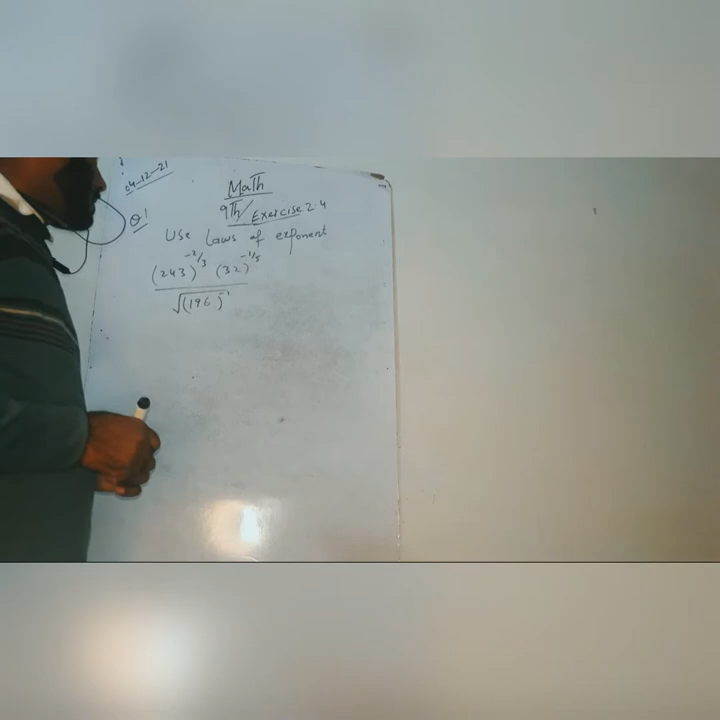 04-12-21
Math
9Th/ Exercise 2.4
Q1
Use Laws of exponent
(243)^-2/3 (32)^-1/5
√(196)^-1